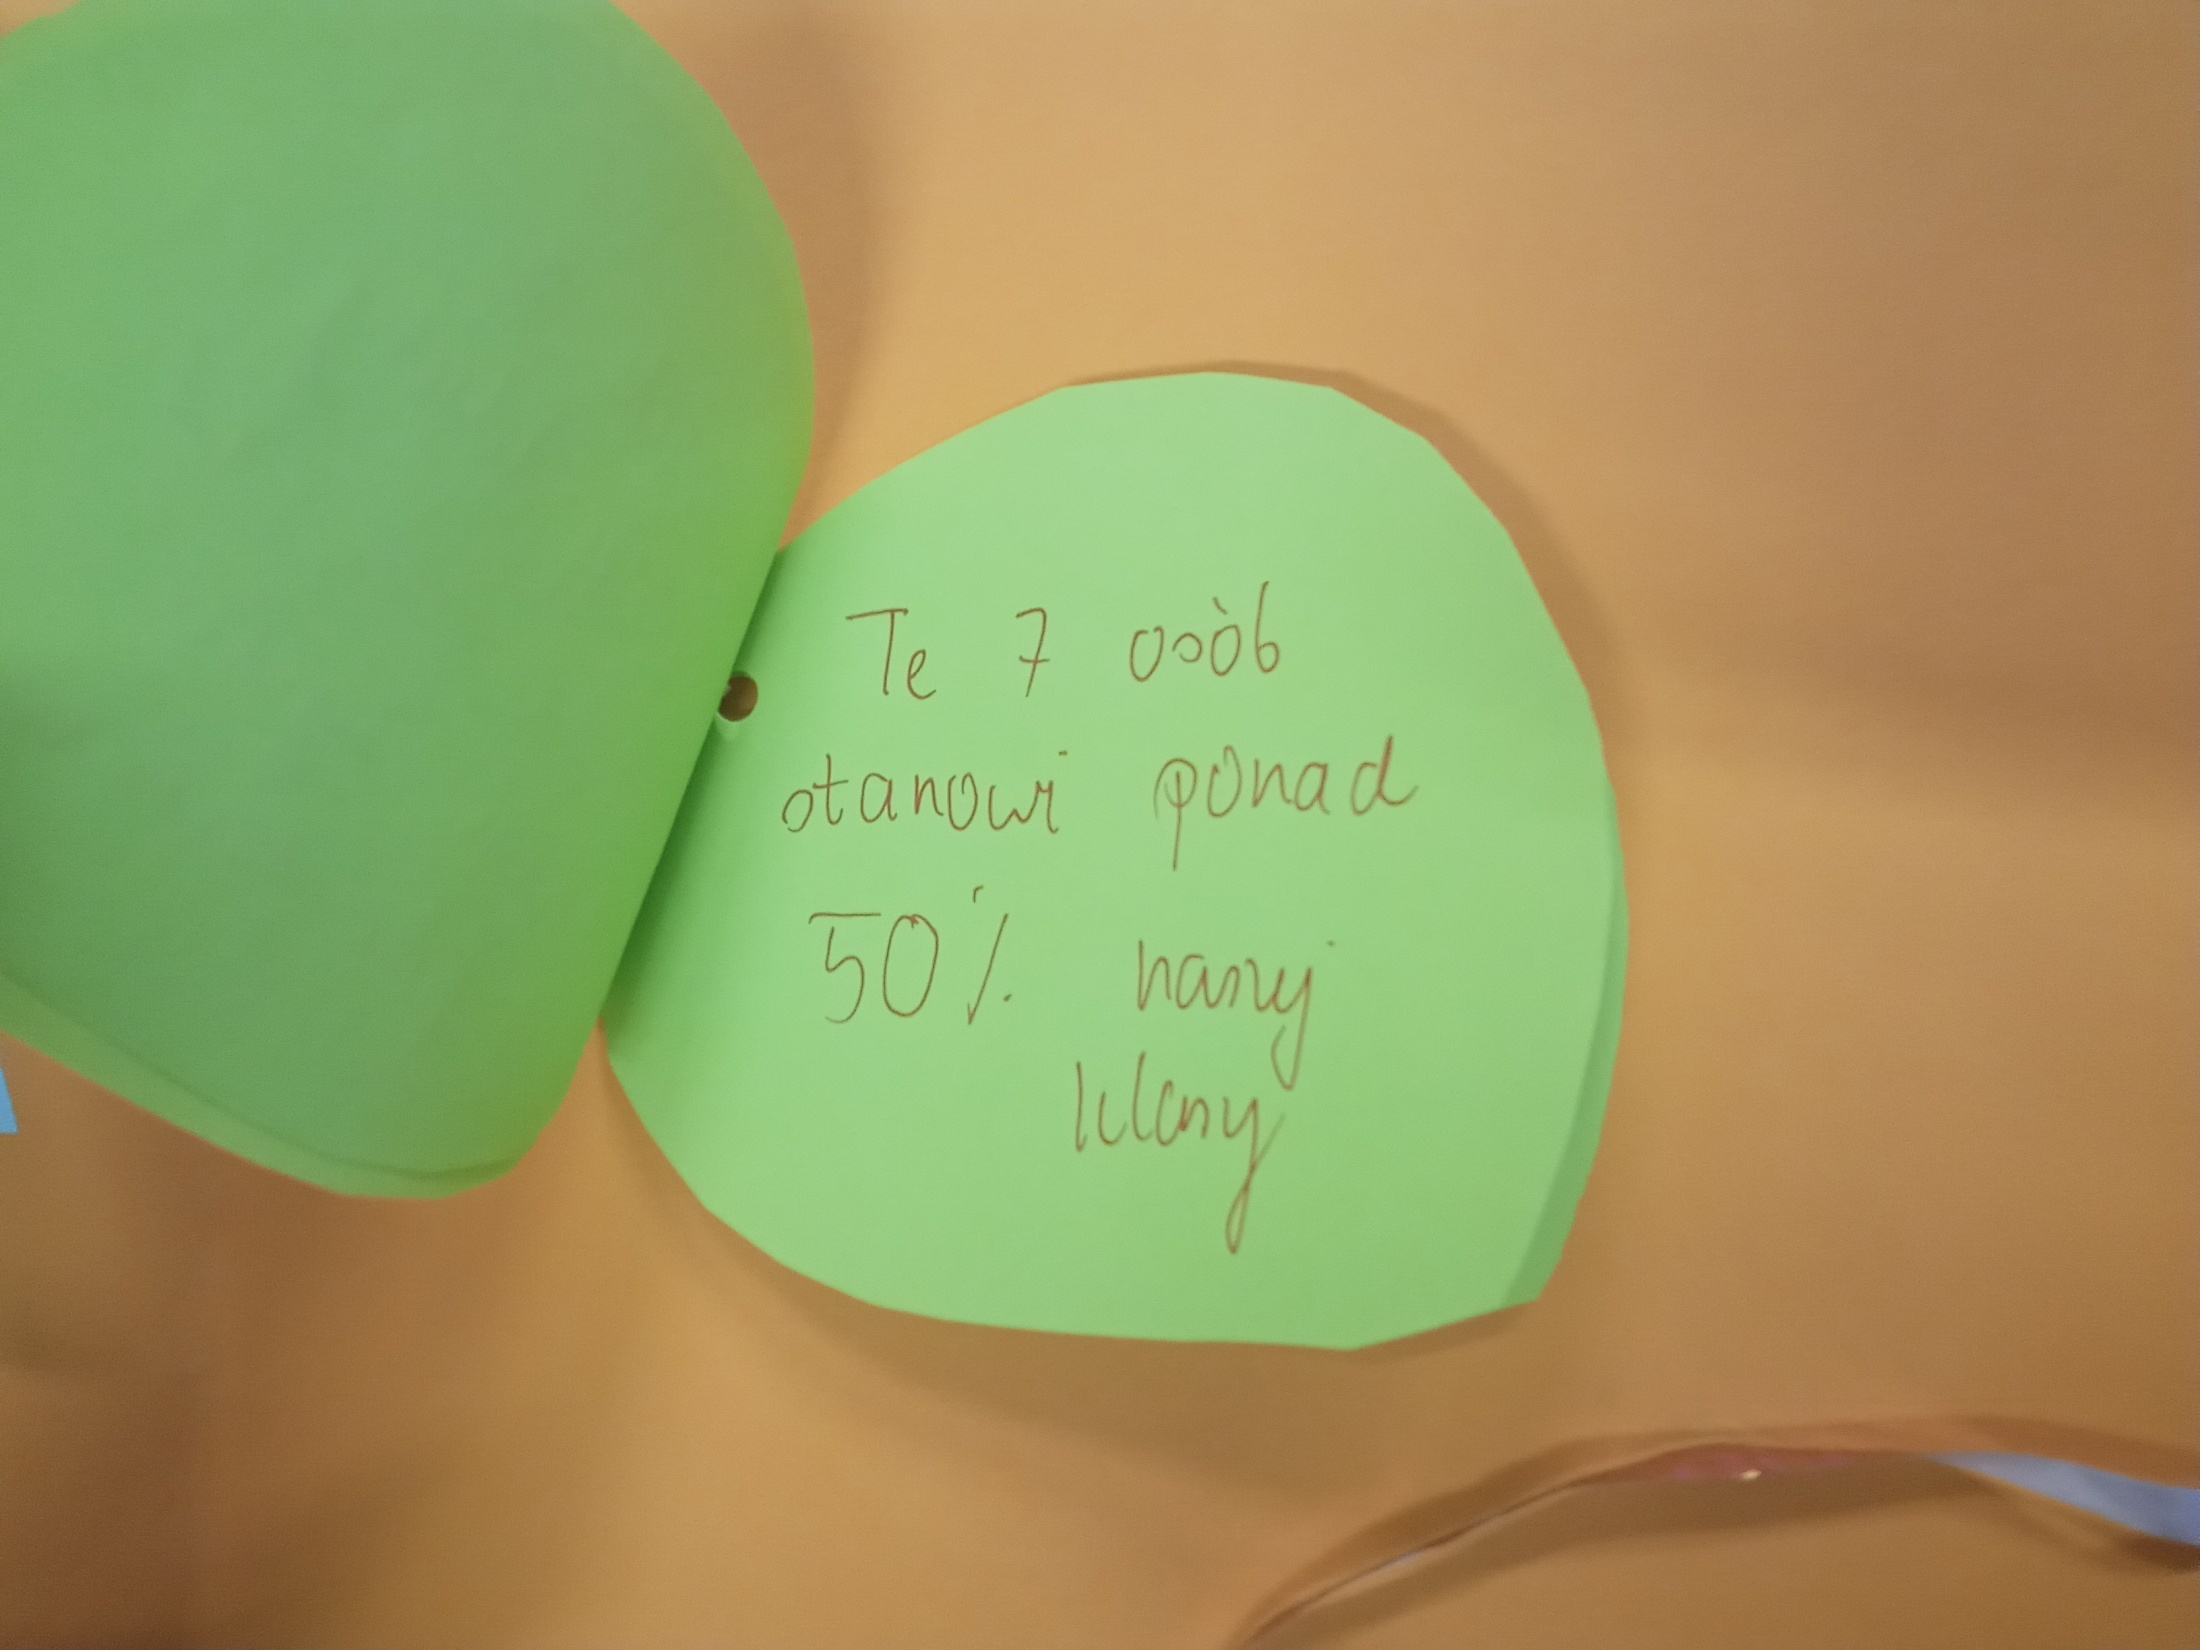 Te 7 osób
stanowi ponad
50% naszej
klasy